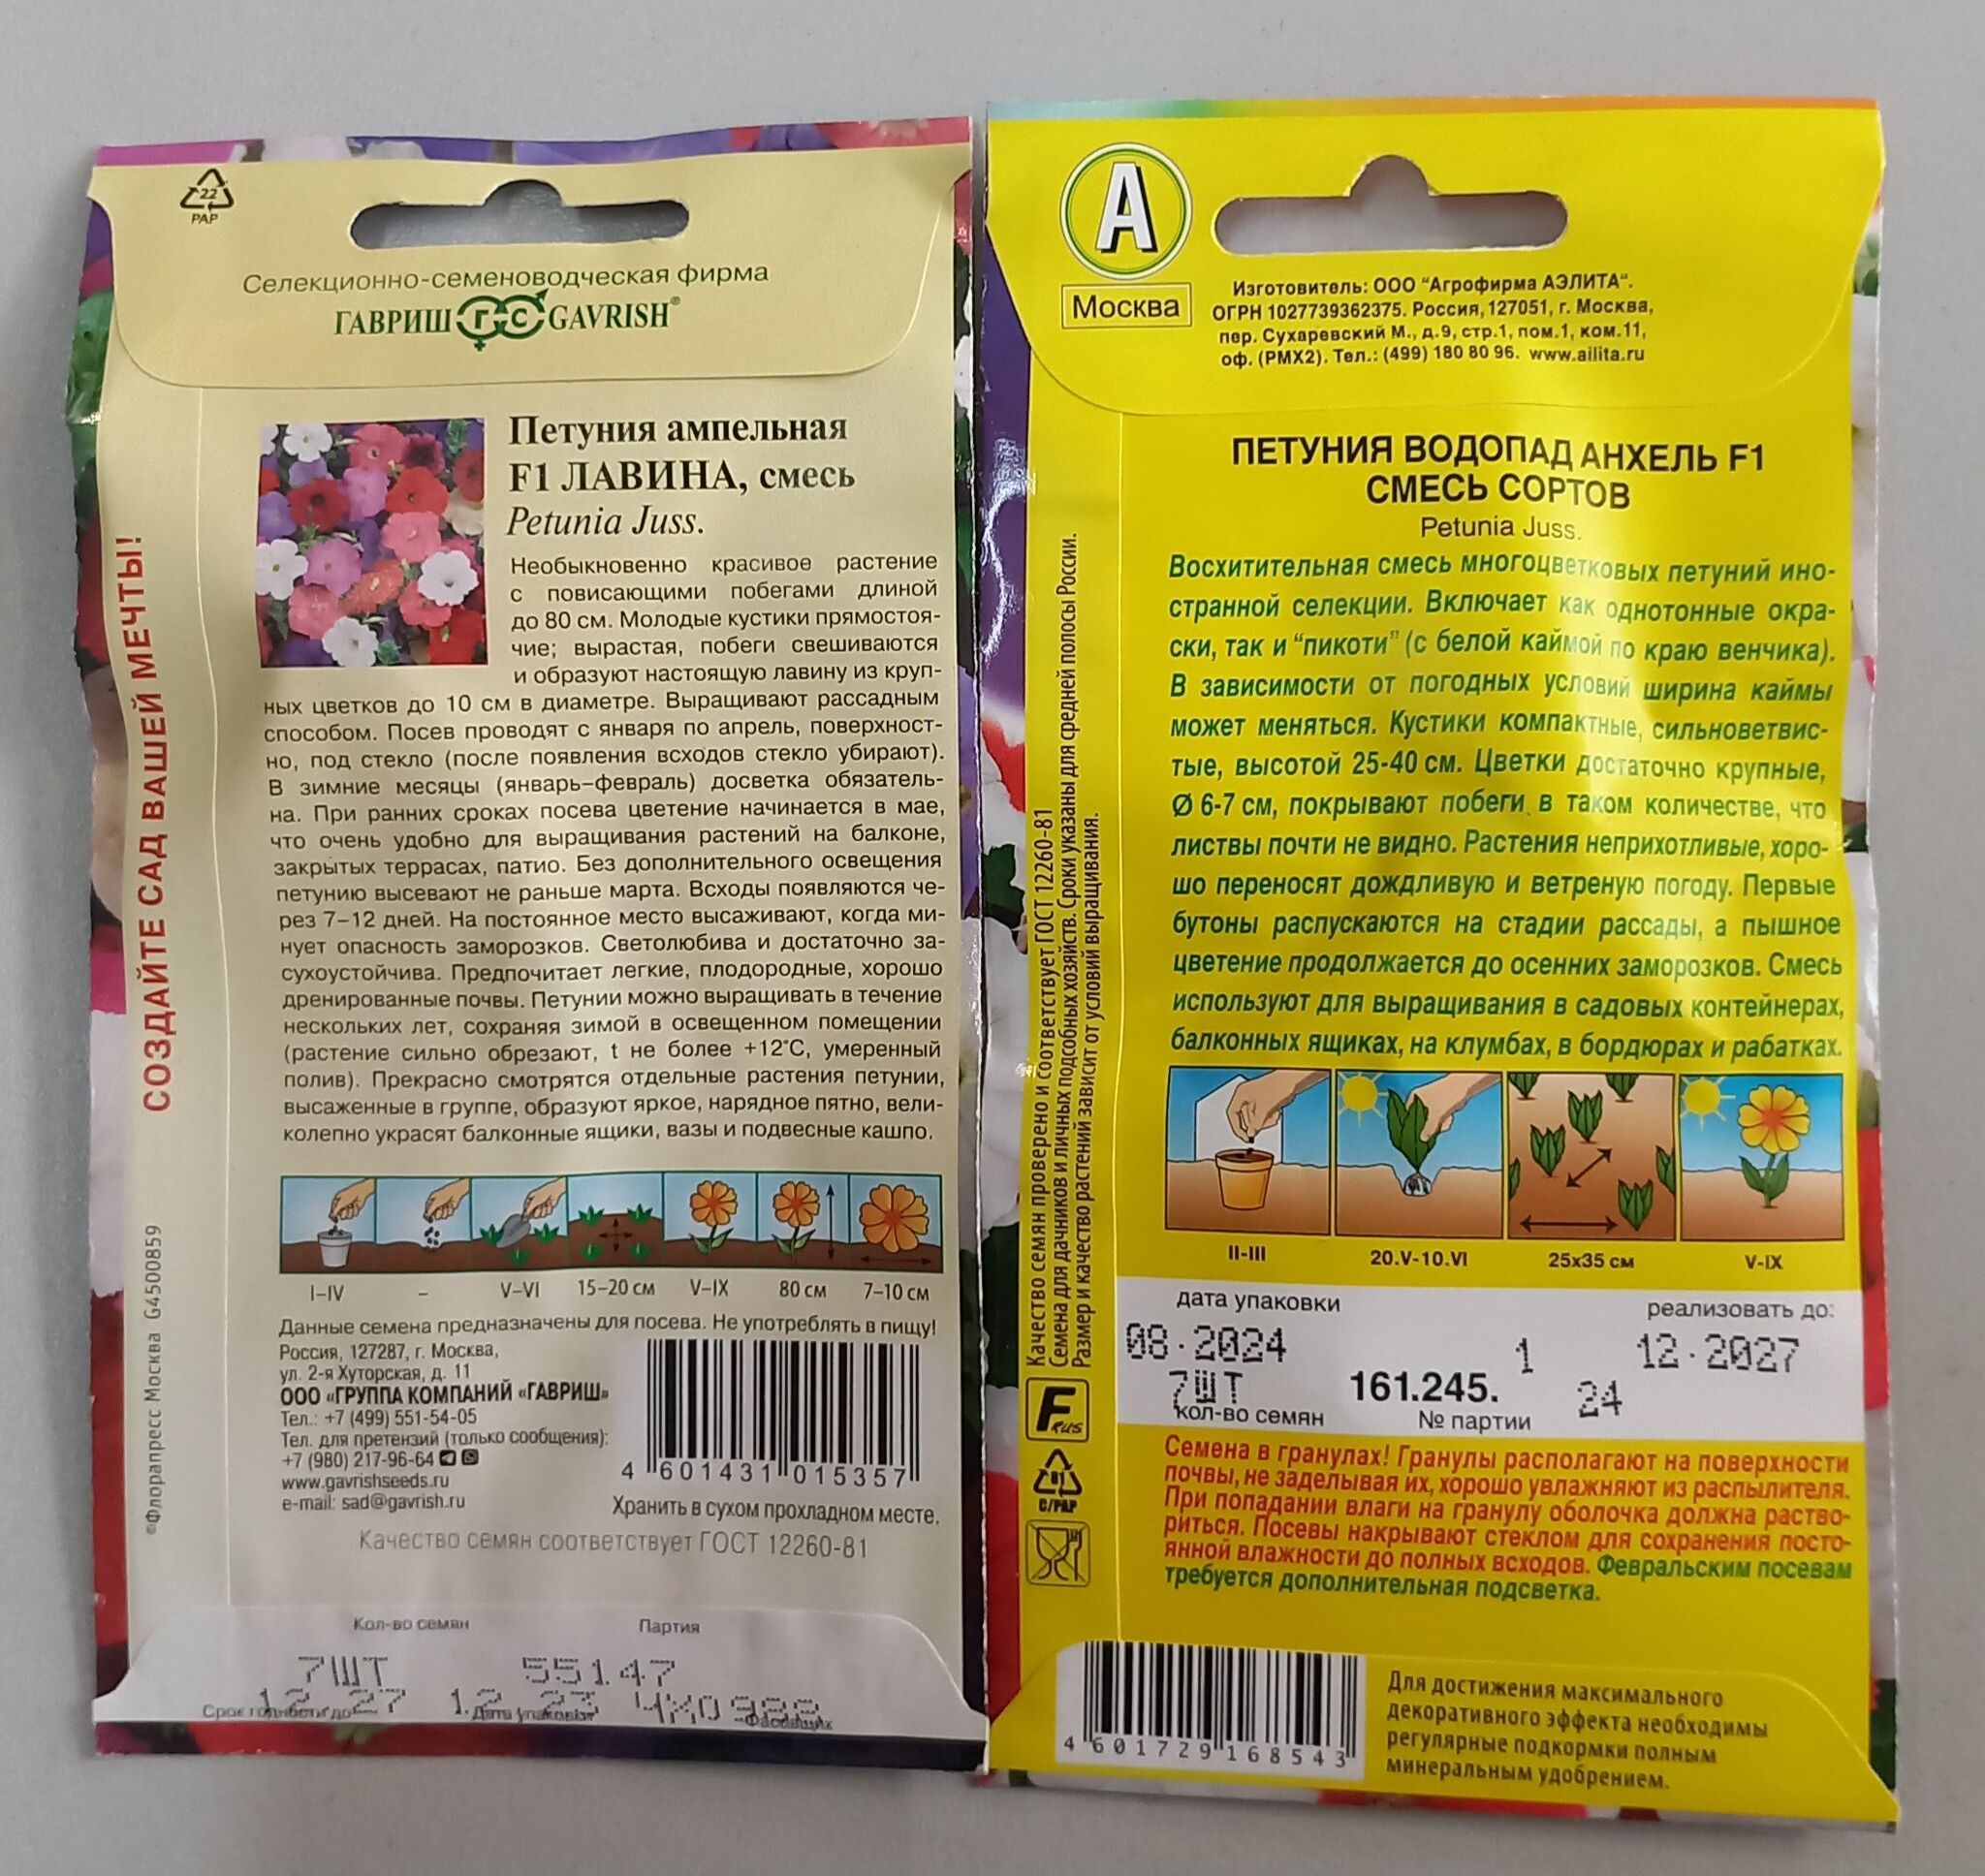 22
PAP
Селекционно-семеноводческая фирма
ГАВРИШ ГС GAVRISH®
СОЗДАЙТЕ САД ВАШЕЙ МЕЧТЫ!
©Флорапресс Москва G4500859
Петуния ампельная
F1 ЛАВИНА, смесь
Petunia Juss.
Необыкновенно красивое растение
с повисающими побегами длиной
до 80 см. Молодые кустики прямостоя-
чие; вырастая, побеги свешиваются
и образуют настоящую лавину из круп-
ных цветков до 10 см в диаметре. Выращивают рассадным
способом. Посев проводят с января по апрель, поверхност-
но, под стекло (после появления всходов стекло убирают).
В зимние месяцы (январь–февраль) досветка обязатель-
на. При ранних сроках посева цветение начинается в мае,
что очень удобно для выращивания растений на балконе,
закрытых террасах, патио. Без дополнительного освещения
петунию высевают не раньше марта. Всходы появляются че-
рез 7–12 дней. На постоянное место высаживают, когда ми-
нует опасность заморозков. Светолюбива и достаточно за-
сухоустойчива. Предпочитает легкие, плодородные, хорошо
дренированные почвы. Петунии можно выращивать в течение
нескольких лет, сохраняя зимой в освещенном помещении
(растение сильно обрезают, t не более +12°C, умеренный
полив). Прекрасно смотрятся отдельные растения петунии,
высаженные в группе, образуют яркое, нарядное пятно, вели-
колепно украсят балконные ящики, вазы и подвесные кашпо.
I–IV – V–VI 15–20 см V–IX 80 см 7–10 см
Данные семена предназначены для посева. Не употреблять в пищу!
Россия, 127287, г. Москва,
ул. 2-я Хуторская, д. 11
ООО «ГРУППА КОМПАНИЙ «ГАВРИШ»
Тел.: +7 (499) 551-54-05
Тел. для претензий (только сообщения):
+7 (980) 217-96-64
www.gavrishseeds.ru
e-mail: sad@gavrish.ru
4 601431 015357
Хранить в сухом прохладном месте.
Качество семян соответствует ГОСТ 12260-81
Кол-во семян Партия
7ШТ 551.47
12.27 12.23
Срок годности до Дата упаковки Фасовщик
А
Москва
Изготовитель: ООО "Агрофирма АЭЛИТА".
ОГРН 1027739362375. Россия, 127051, г. Москва,
пер. Сухаревский М., д.9, стр.1, пом.1, ком.11,
оф. (РМХ2). Тел.: (499) 180 80 96. www.ailita.ru
ПЕТУНИЯ ВОДОПАД АНХЕЛЬ F1
СМЕСЬ СОРТОВ
Petunia Juss.
Восхитительная смесь многоцветковых петуний ино-
странной селекции. Включает как однотонные окра-
ски, так и "пикоти" (с белой каймой по краю венчика).
В зависимости от погодных условий ширина каймы
может меняться. Кустики компактные, сильноветвис-
тые, высотой 25-40 см. Цветки достаточно крупные,
Ø 6-7 см, покрывают побеги в таком количестве, что
листвы почти не видно. Растения неприхотливые, хоро-
шо переносят дождливую и ветреную погоду. Первые
бутоны распускаются на стадии рассады, а пышное
цветение продолжается до осенних заморозков. Смесь
используют для выращивания в садовых контейнерах,
балконных ящиках, на клумбах, в бордюрах и рабатках.
II-III 20.V-10.VI 25x35 см V-IX
Качество семян проверено и соответствует ГОСТ 12260-81
Семена для дачников и личных подсобных хозяйств. Сроки указаны для средней полосы России.
Размер и качество растений зависит от условий выращивания.
дата упаковки реализовать до:
08.2024 1 12.2027
7ШТ 161.245. 24
кол-во семян № партии
F RUS
81
C/PAP
Семена в гранулах! Гранулы располагают на поверхности
почвы, не заделывая их, хорошо увлажняют из распылителя.
При попадании влаги на гранулу оболочка должна раство-
риться. Посевы накрывают стеклом для сохранения посто-
янной влажности до полных всходов. Февральским посевам
требуется дополнительная подсветка.
4 601729 168543
Для достижения максимального
декоративного эффекта необходимы
регулярные подкормки полным
минеральным удобрением.